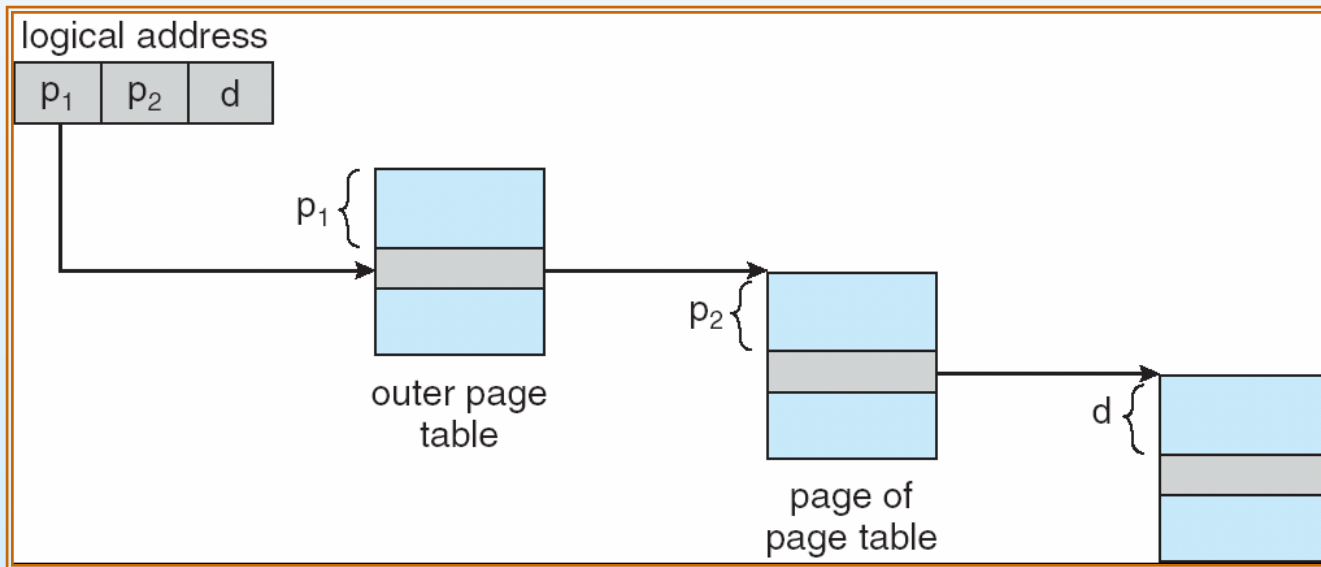 logical address
p₁ p₂ d
p₁
p₂
d
outer page
table
page of
page table